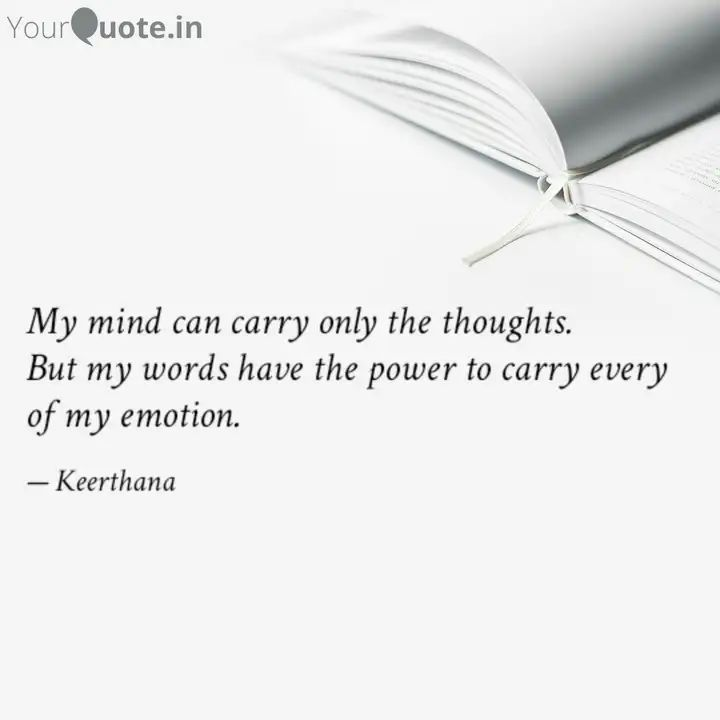 YourQuote.in
My mind can carry only the thoughts.
But my words have the power to carry every
of my emotion.
— Keerthana